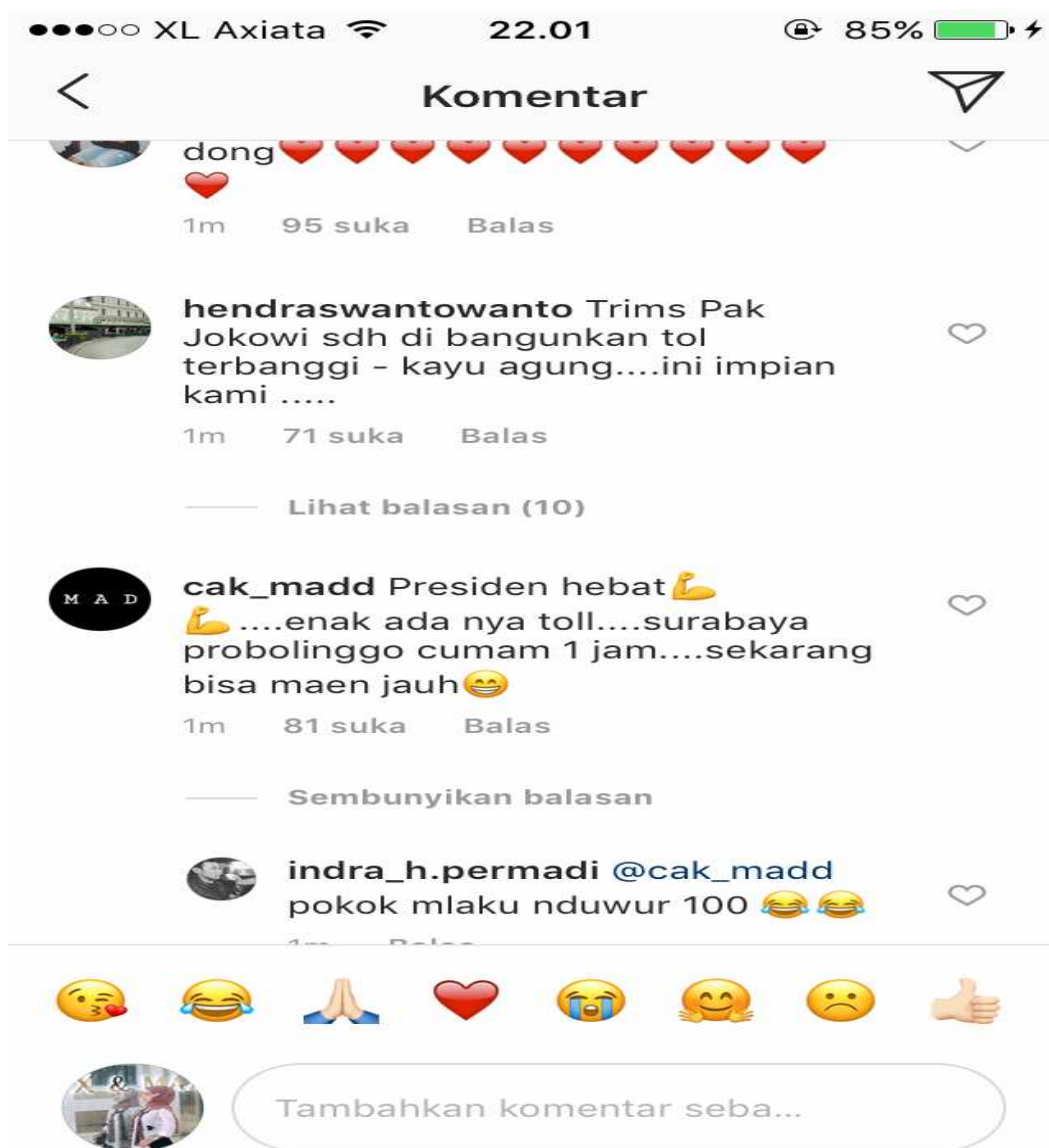 XL Axiata 22.01 85%
Komentar
dong❤️❤️❤️❤️❤️❤️❤️❤️❤️❤️
❤️
1m 95 suka Balas
hendraswantowanto Trims Pak
Jokowi sdh di bangunkan tol
terbanggi - kayu agung....ini impian
kami .....
1m 71 suka Balas
Lihat balasan (10)
M A D
cak_madd Presiden hebat💪
💪....enak ada nya toll....surabaya
probolinggo cumam 1 jam....sekarang
bisa maen jauh😁
1m 81 suka Balas
Sembunyikan balasan
indra_h.permadi @cak_madd
pokok mlaku nduwur 100 😂😂
1m Balas
😘 😂 🙏🏻 ❤️ 😭 🤗 ☹️ 👍🏻
Tambahkan komentar seba...